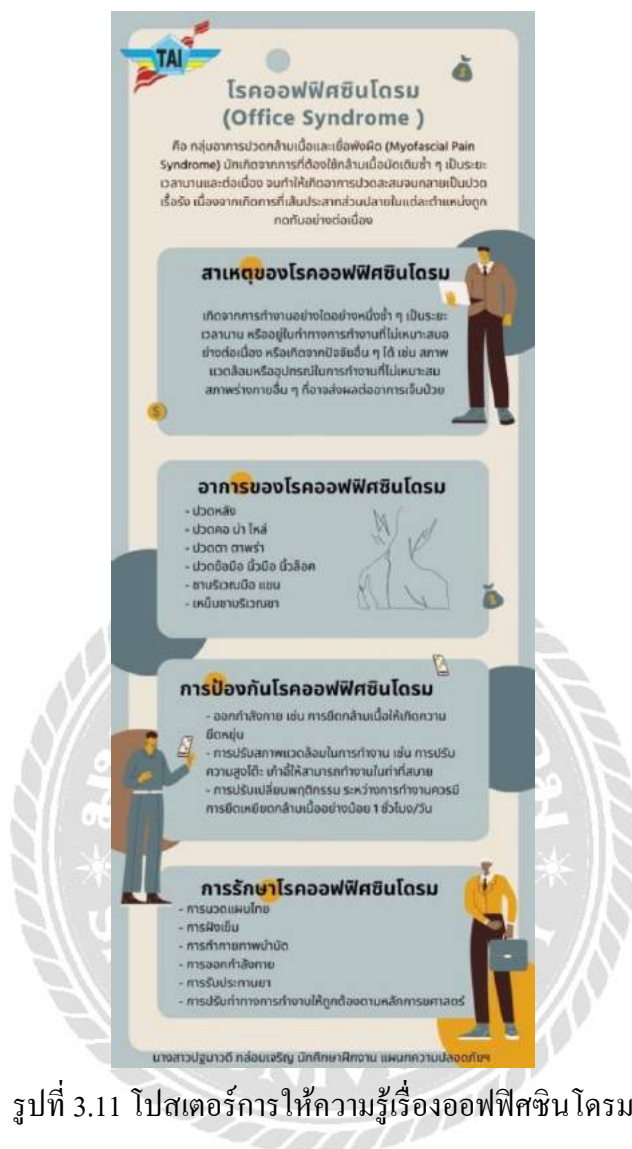 TAI
โรคออฟฟิศซินโดรม
(Office Syndrome )
คือ กลุ่มอาการปวดกล้ามเนื้อและเยื่อพังผืด (Myofascial Pain
Syndrome) มักเกิดจากการที่ต้องใช้กล้ามเนื้อมัดเดิมซ้ำ ๆ เป็นระยะ
เวลานานและต่อเนื่อง จนทำให้เกิดอาการปวดสะสมจนกลายเป็นปวด
เรื้อรัง เนื่องจากเกิดการที่เส้นประสาทส่วนปลายในแต่ละตำแหน่งถูก
กดทับอย่างต่อเนื่อง
สาเหตุของโรคออฟฟิศซินโดรม
เกิดจากการทำงานอย่างใดอย่างหนึ่งซ้ำ ๆ เป็นระยะ
เวลานาน หรืออยู่ในท่าทางการทำงานที่ไม่เหมาะสมอ
ย่างต่อเนื่อง หรือเกิดจากปัจจัยอื่น ๆ ได้ เช่น สภาพ
แวดล้อมหรืออุปกรณ์ในการทำงานที่ไม่เหมาะสม
สภาพร่างกายอื่น ๆ ที่อาจส่งผลต่ออาการเจ็บป่วย
อาการของโรคออฟฟิศซินโดรม
- ปวดหลัง
- ปวดคอ บ่า ไหล่
- ปวดตา ตาพร่า
- ปวดข้อมือ นิ้วมือ นิ้วล็อค
- ชาบริเวณมือ แขน
- เหน็บชาบริเวณขา
การป้องกันโรคออฟฟิศซินโดรม
- ออกกำลังกาย เช่น การยืดกล้ามเนื้อให้เกิดความ
ยืดหยุ่น
- การปรับสภาพแวดล้อมในการทำงาน เช่น การปรับ
ความสูงโต๊ะ เก้าอี้ให้สามารถทำงานในท่าที่สบาย
- การปรับเปลี่ยนพฤติกรรม ระหว่างการทำงานควรมี
การยืดเหยียดกล้ามเนื้ออย่างน้อย 1 ชั่วโมง/วัน
การรักษาโรคออฟฟิศซินโดรม
- การนวดแผนไทย
- การฝังเข็ม
- การทำกายภาพบำบัด
- การออกกำลังกาย
- การรับประทานยา
- การปรับท่าทางการทำงานให้ถูกต้องตามหลักการยศาสตร์
นางสาวปฐมาวดี กล่อมเจริญ นักศึกษาฝึกงาน แผนกความปลอดภัยฯ
รูปที่ 3.11 โปสเตอร์การให้ความรู้เรื่องออฟฟิศซินโดรม